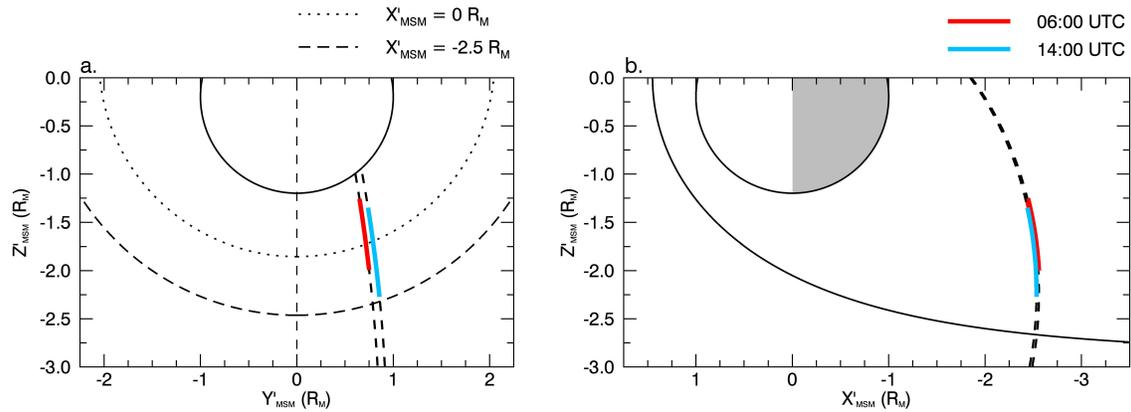 X'MSM = 0 RM
X'MSM = -2.5 RM
06:00 UTC
14:00 UTC
a.
b.
0.0
-0.5
-1.0
-1.5
-2.0
-2.5
-3.0
Z'MSM (RM)
-2 -1 0 1 2
Y'MSM (RM)
0.0
-0.5
-1.0
-1.5
-2.0
-2.5
-3.0
Z'MSM (RM)
1 0 -1 -2 -3
X'MSM (RM)